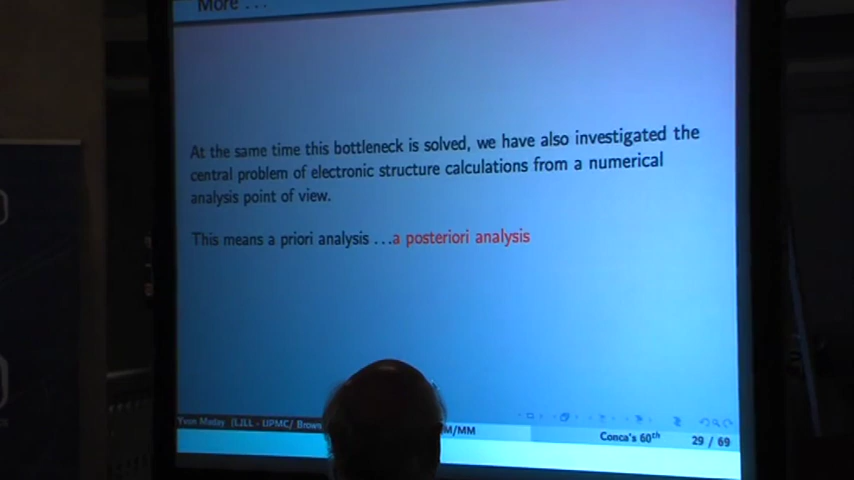 More ...
At the same time this bottleneck is solved, we have also investigated the
central problem of electronic structure calculations from a numerical
analysis point of view.
This means a priori analysis ...a posteriori analysis
Yvon Maday (LJLL - UPMC/ Brown
M/MM
Conca's 60th
29 / 69